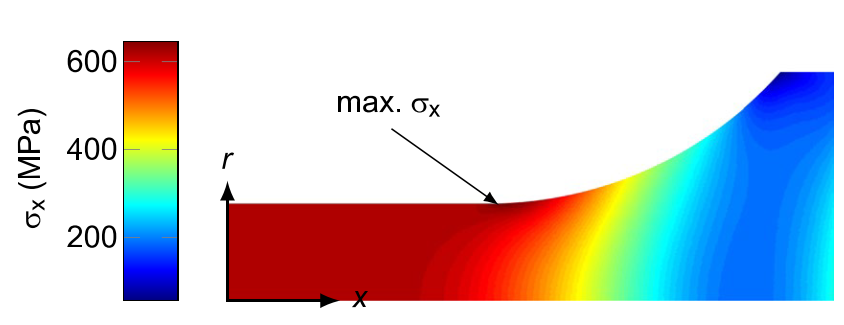 600
400
200
σx (MPa)
max. σx
r
x